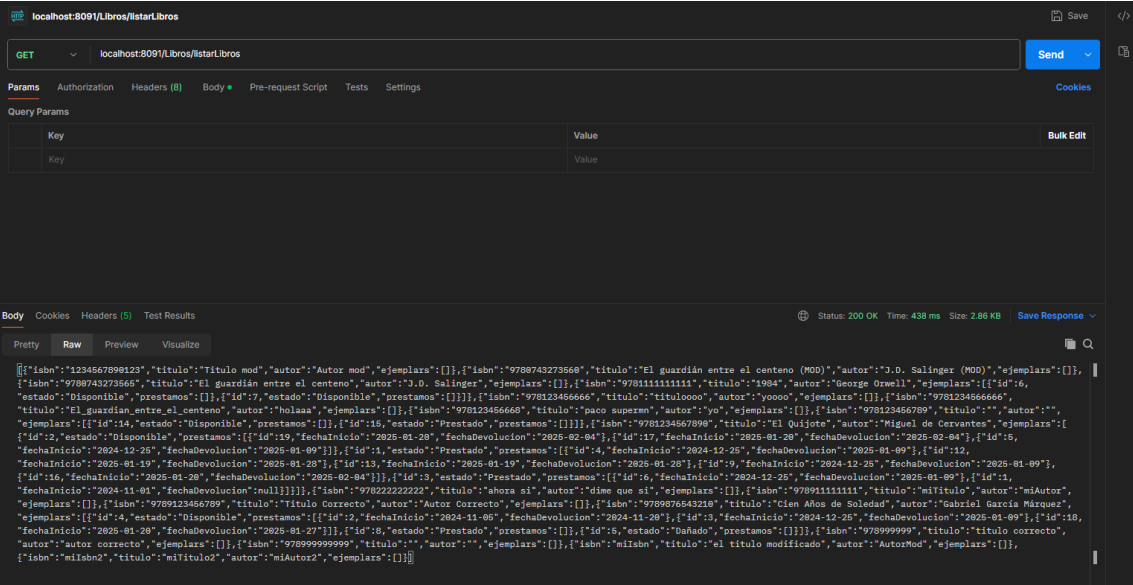 HTTP localhost:8091/Libros/listarLibros Save
GET localhost:8091/Libros/listarLibros Send
Params Authorization Headers (8) Body Pre-request Script Tests Settings Cookies
Query Params
Key Value Bulk Edit
Key Value
Body Cookies Headers (5) Test Results Status: 200 OK Time: 438 ms Size: 2.86 KB Save Response
Pretty Raw Preview Visualize
[{"isbn":"1234567890123","titulo":"Titulo mod","autor":"Autor mod","ejemplars":[]},{"isbn":"9780743273560","titulo":"El guardián entre el centeno (MOD)","autor":"J.D. Salinger (MOD)","ejemplars":[]},
{"isbn":"9780743273565","titulo":"El guardián entre el centeno","autor":"J.D. Salinger","ejemplars":[]},{"isbn":"9781111111111","titulo":"1984","autor":"George Orwell","ejemplars":[{"id":6,
"estado":"Disponible","prestamos":[]},{"id":7,"estado":"Disponible","prestamos":[]}]},{"isbn":"978123456666","titulo":"tituloooo","autor":"yoooo","ejemplars":[]},{"isbn":"9781234566666",
"titulo":"El_guardian_entre_el_centeno","autor":"holaaa","ejemplars":[]},{"isbn":"978123456668","titulo":"paco supermn","autor":"yo","ejemplars":[]},{"isbn":"978123456789","titulo":"","autor":"",
"ejemplars":[{"id":14,"estado":"Disponible","prestamos":[]},{"id":15,"estado":"Prestado","prestamos":[]}]},{"isbn":"9781234567890","titulo":"El Quijote","autor":"Miguel de Cervantes","ejemplars":[
{"id":2,"estado":"Disponible","prestamos":[{"id":19,"fechaInicio":"2025-01-20","fechaDevolucion":"2025-02-04"},{"id":17,"fechaInicio":"2025-01-20","fechaDevolucion":"2025-02-04"},{"id":5,
"fechaInicio":"2024-12-25","fechaDevolucion":"2025-01-09"}]},{"id":1,"estado":"Prestado","prestamos":[{"id":4,"fechaInicio":"2024-12-25","fechaDevolucion":"2025-01-09"},{"id":12,
"fechaInicio":"2025-01-19","fechaDevolucion":"2025-01-28"},{"id":13,"fechaInicio":"2025-01-19","fechaDevolucion":"2025-01-28"},{"id":9,"fechaInicio":"2024-12-25","fechaDevolucion":"2025-01-09"},
{"id":16,"fechaInicio":"2025-01-20","fechaDevolucion":"2025-02-04"}]},{"id":3,"estado":"Prestado","prestamos":[{"id":6,"fechaInicio":"2024-12-25","fechaDevolucion":"2025-01-09"},{"id":1,
"fechaInicio":"2024-11-01","fechaDevolucion":null}]}]},{"isbn":"978222222222","titulo":"ahora si","autor":"dime que si","ejemplars":[]},{"isbn":"978911111111","titulo":"miTitulo","autor":"miAutor",
"ejemplars":[]},{"isbn":"9789123456789","titulo":"Título Correcto","autor":"Autor Correcto","ejemplars":[]},{"isbn":"9789876543210","titulo":"Cien Años de Soledad","autor":"Gabriel García Márquez",
"ejemplars":[{"id":4,"estado":"Disponible","prestamos":[{"id":2,"fechaInicio":"2024-11-05","fechaDevolucion":"2024-11-20"},{"id":3,"fechaInicio":"2024-12-25","fechaDevolucion":"2025-01-09"},{"id":18,
"fechaInicio":"2025-01-20","fechaDevolucion":"2025-01-27"}]},{"id":8,"estado":"Prestado","prestamos":[]},{"id":5,"estado":"Dañado","prestamos":[]}]},{"isbn":"978999999","titulo":"titulo correcto",
"autor":"autor correcto","ejemplars":[]},{"isbn":"978999999999","titulo":"","autor":"","ejemplars":[]},{"isbn":"miIsbn","titulo":"el titulo modificado","autor":"AutorMod","ejemplars":[]},
{"isbn":"miIsbn2","titulo":"miTitulo2","autor":"miAutor2","ejemplars":[]}]